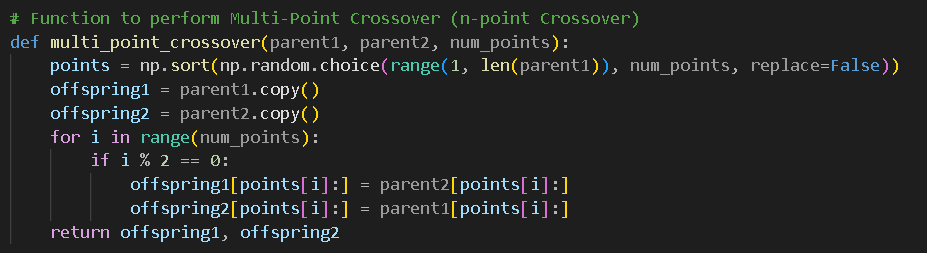 # Function to perform Multi-Point Crossover (n-point Crossover)
def multi_point_crossover(parent1, parent2, num_points):
    points = np.sort(np.random.choice(range(1, len(parent1)), num_points, replace=False))
    offspring1 = parent1.copy()
    offspring2 = parent2.copy()
    for i in range(num_points):
        if i % 2 == 0:
            offspring1[points[i]:] = parent2[points[i]:]
            offspring2[points[i]:] = parent1[points[i]:]
    return offspring1, offspring2